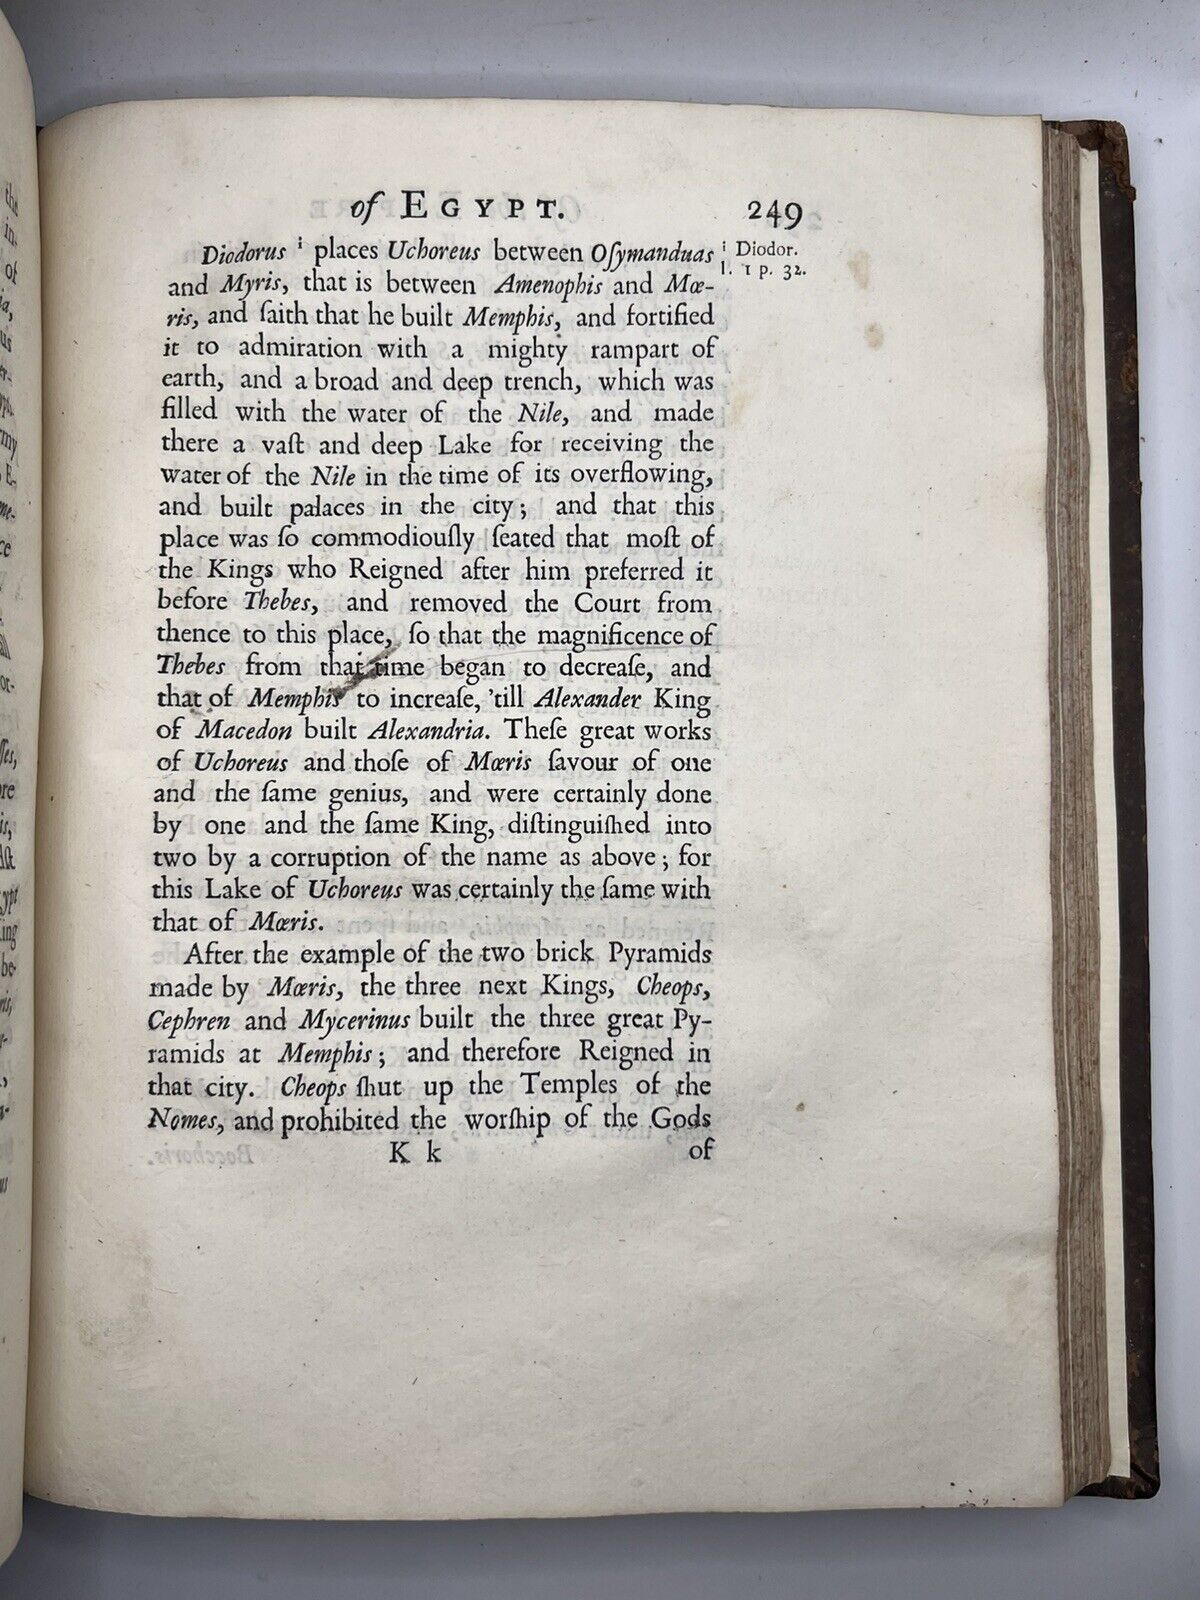 of EGYPT. 249
Diodorus i places Uchoreus between Oſymanduas
i Diodor.
l. 1 p. 32.
and Myris, that is between Amenophis and Mœ-
ris, and ſaith that he built Memphis, and fortified
it to admiration with a mighty rampart of
earth, and a broad and deep trench, which was
filled with the water of the Nile, and made
there a vaſt and deep Lake for receiving the
water of the Nile in the time of its overflowing,
and built palaces in the city; and that this
place was ſo commodiouſly ſeated that moſt of
the Kings who Reigned after him preferred it
before Thebes, and removed the Court from
thence to this place, ſo that the magnificence of
Thebes from that time began to decreaſe, and
that of Memphis to increaſe, 'till Alexander King
of Macedon built Alexandria. Theſe great works
of Uchoreus and thoſe of Mœris ſavour of one
and the ſame genius, and were certainly done
by one and the ſame King, diſtinguiſhed into
two by a corruption of the name as above; for
this Lake of Uchoreus was certainly the ſame with
that of Mœris.
After the example of the two brick Pyramids
made by Mœris, the three next Kings, Cheops,
Cephren and Mycerinus built the three great Py-
ramids at Memphis; and therefore Reigned in
that city. Cheops ſhut up the Temples of the
Nomes, and prohibited the worſhip of the Gods
K k of